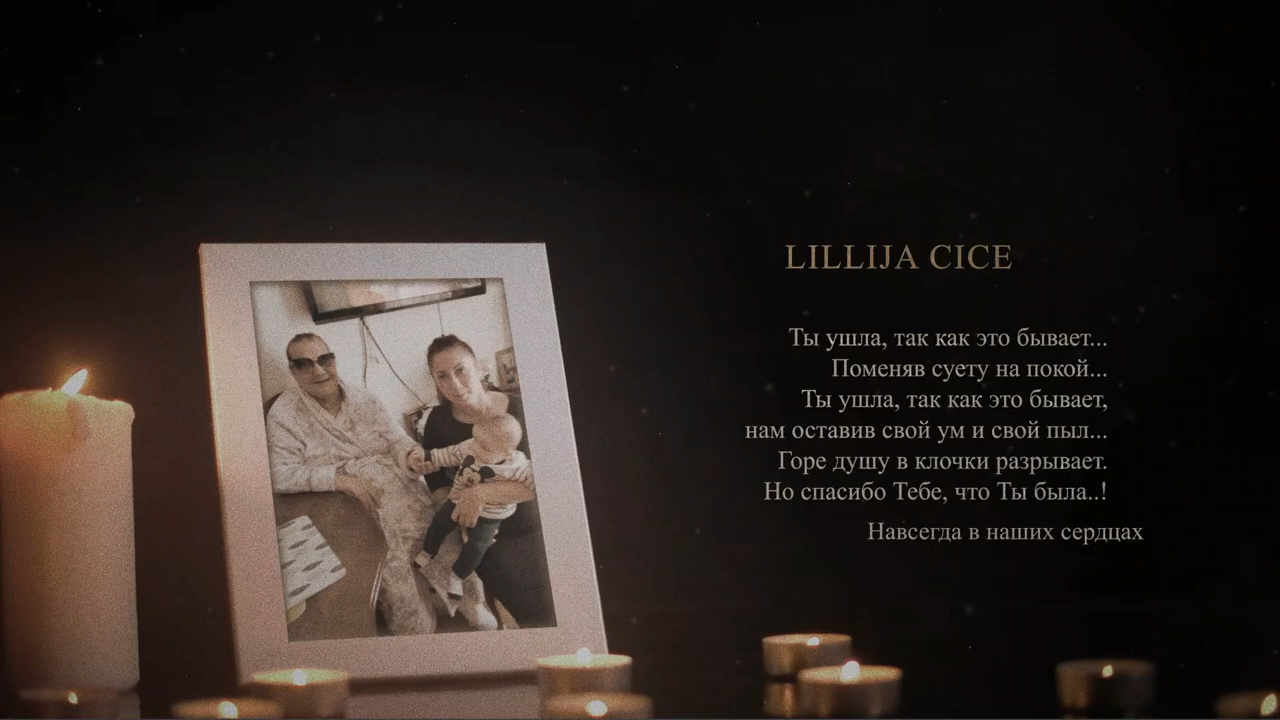 LILLIJA CICE
Ты ушла, так как это бывает...
Поменяв суету на покой...
Ты ушла, так как это бывает,
нам оставив свой ум и свой пыл...
Горе душу в клочки разрывает.
Но спасибо Тебе, что Ты была..!
Навсегда в наших сердцах